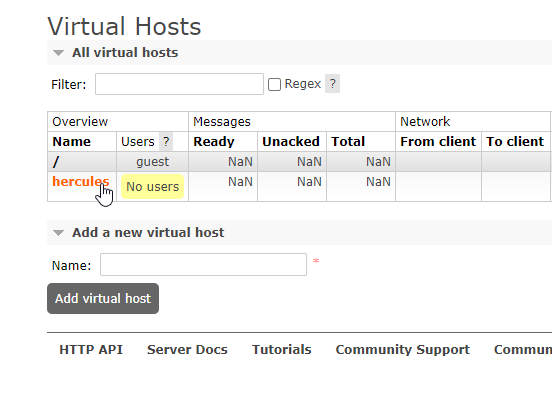 Virtual Hosts
All virtual hosts
Filter: Regex ?
Overview Messages Network
Name Users ? Ready Unacked Total From client To client
/ guest NaN NaN NaN
hercules No users NaN NaN NaN
Add a new virtual host
Name: *
Add virtual host
HTTP API Server Docs Tutorials Community Support Commun